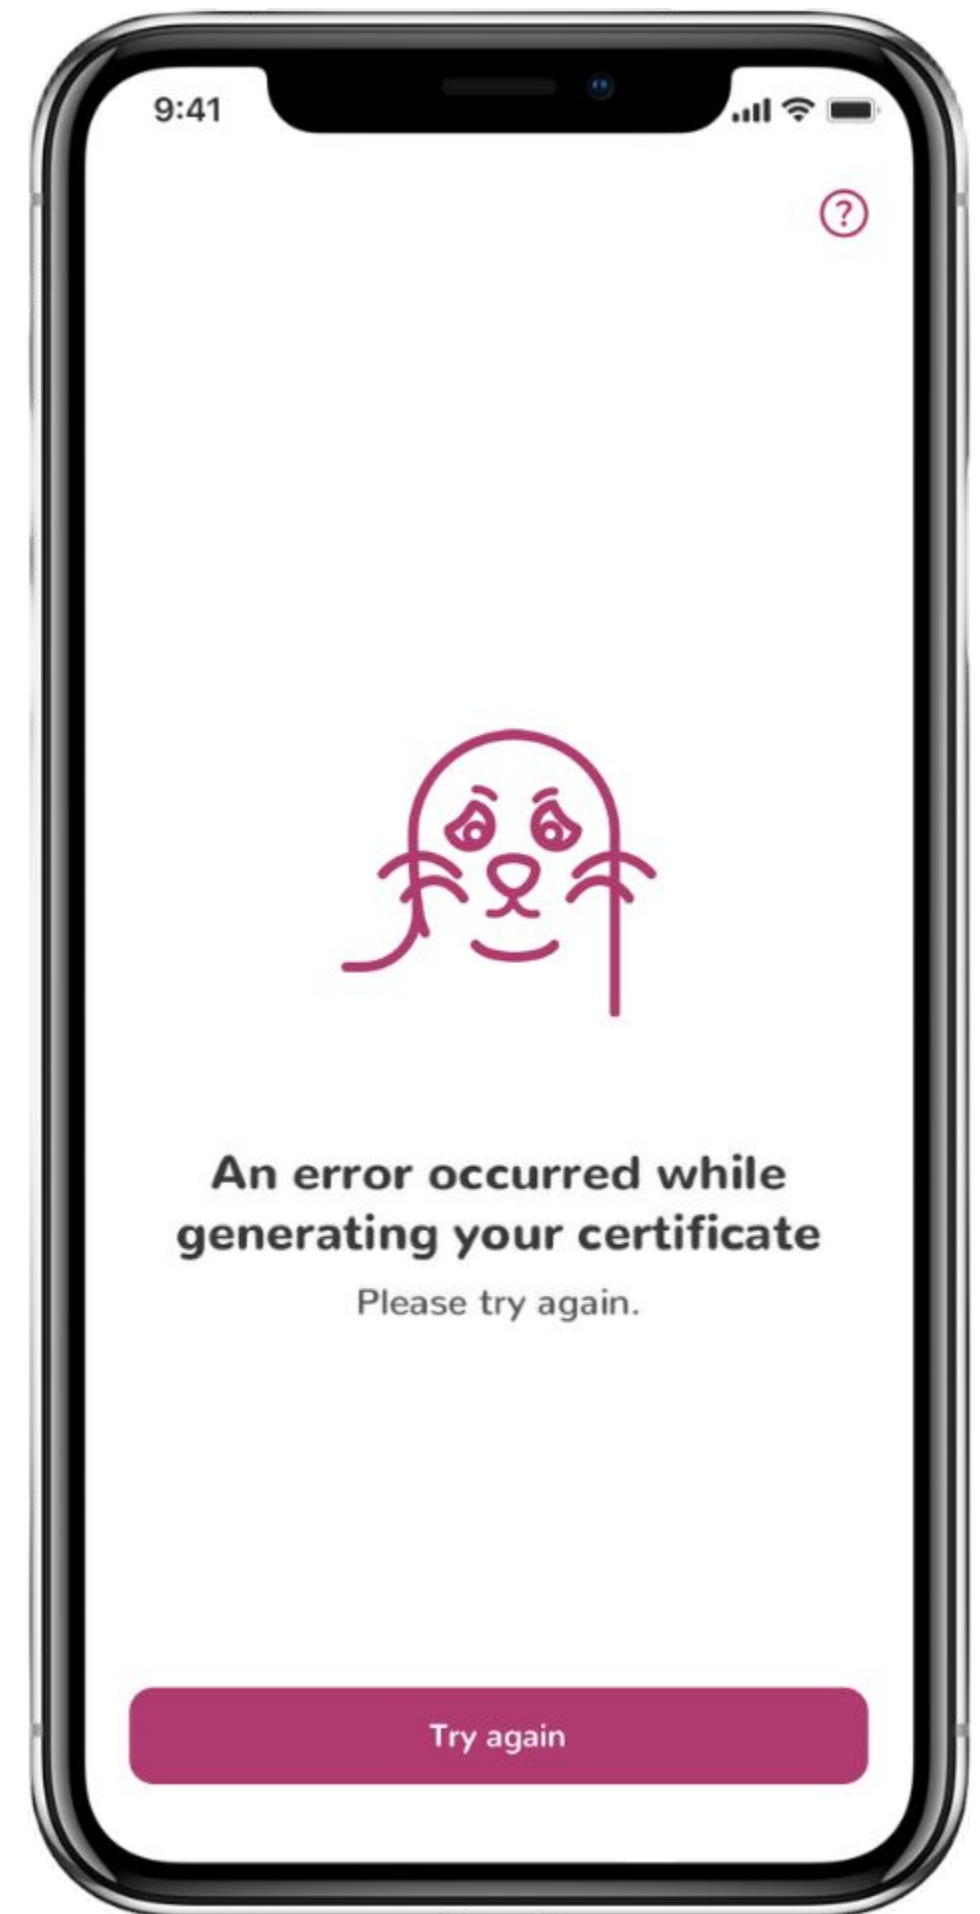 9:41
?
An error occurred while
generating your certificate
Please try again.
Try again